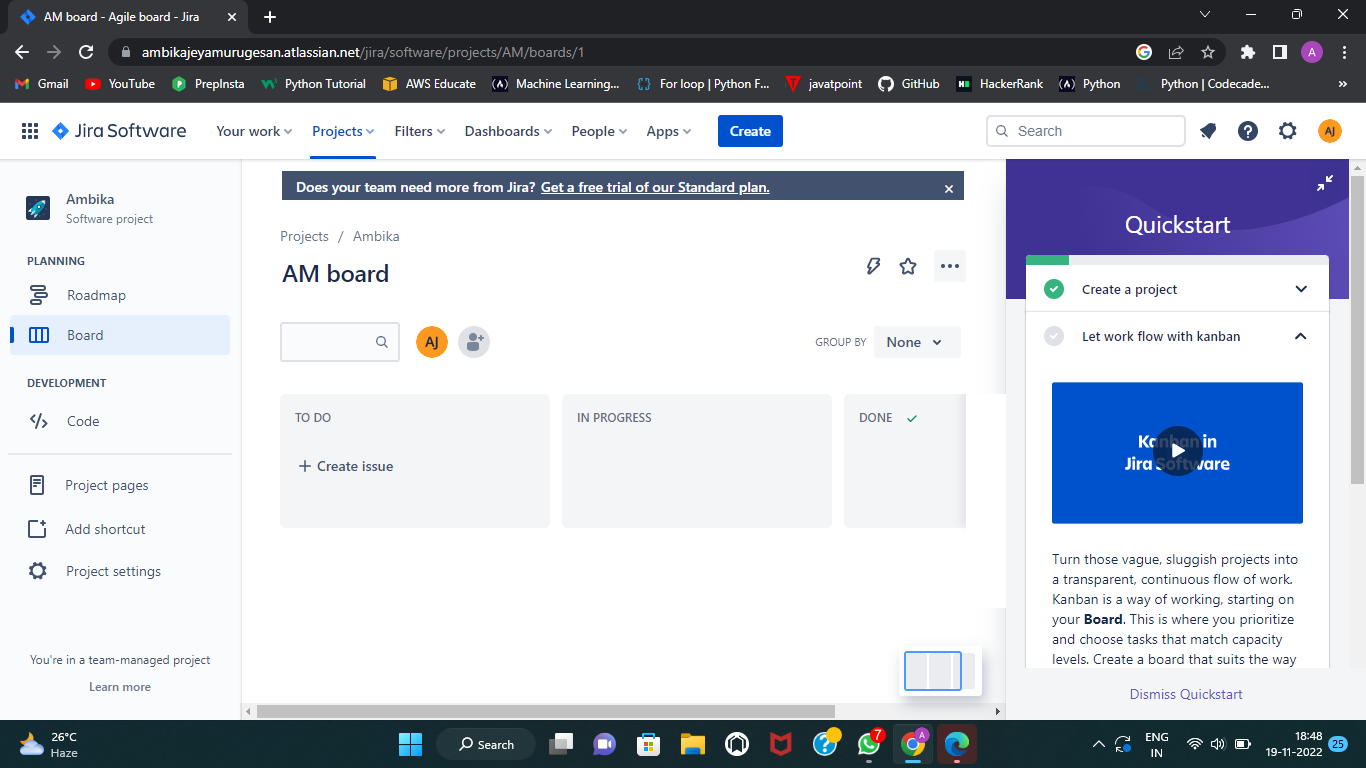 AM board - Agile board - Jira
ambikajeyamurugesan.atlassian.net/jira/software/projects/AM/boards/1
A
Gmail
YouTube
PrepInsta
Python Tutorial
AWS Educate
Machine Learning...
For loop | Python F...
javatpoint
GitHub
HackerRank
Python
Python | Codecade...
Jira Software
Your work
Projects
Filters
Dashboards
People
Apps
Create
Search
AJ
Ambika
Software project
PLANNING
Roadmap
Board
DEVELOPMENT
Code
Project pages
Add shortcut
Project settings
You're in a team-managed project
Learn more
Does your team need more from Jira? Get a free trial of our Standard plan.
Projects / Ambika
AM board
AJ
GROUP BY
None
TO DO
+ Create issue
IN PROGRESS
DONE
Quickstart
Create a project
Let work flow with kanban
Kanban in
Jira Software
Turn those vague, sluggish projects into
a transparent, continuous flow of work.
Kanban is a way of working, starting on
your Board. This is where you prioritize
and choose tasks that match capacity
levels. Create a board that suits the way
Dismiss Quickstart
26°C
Haze
Search
7
A
ENG
IN
18:48
19-11-2022
25